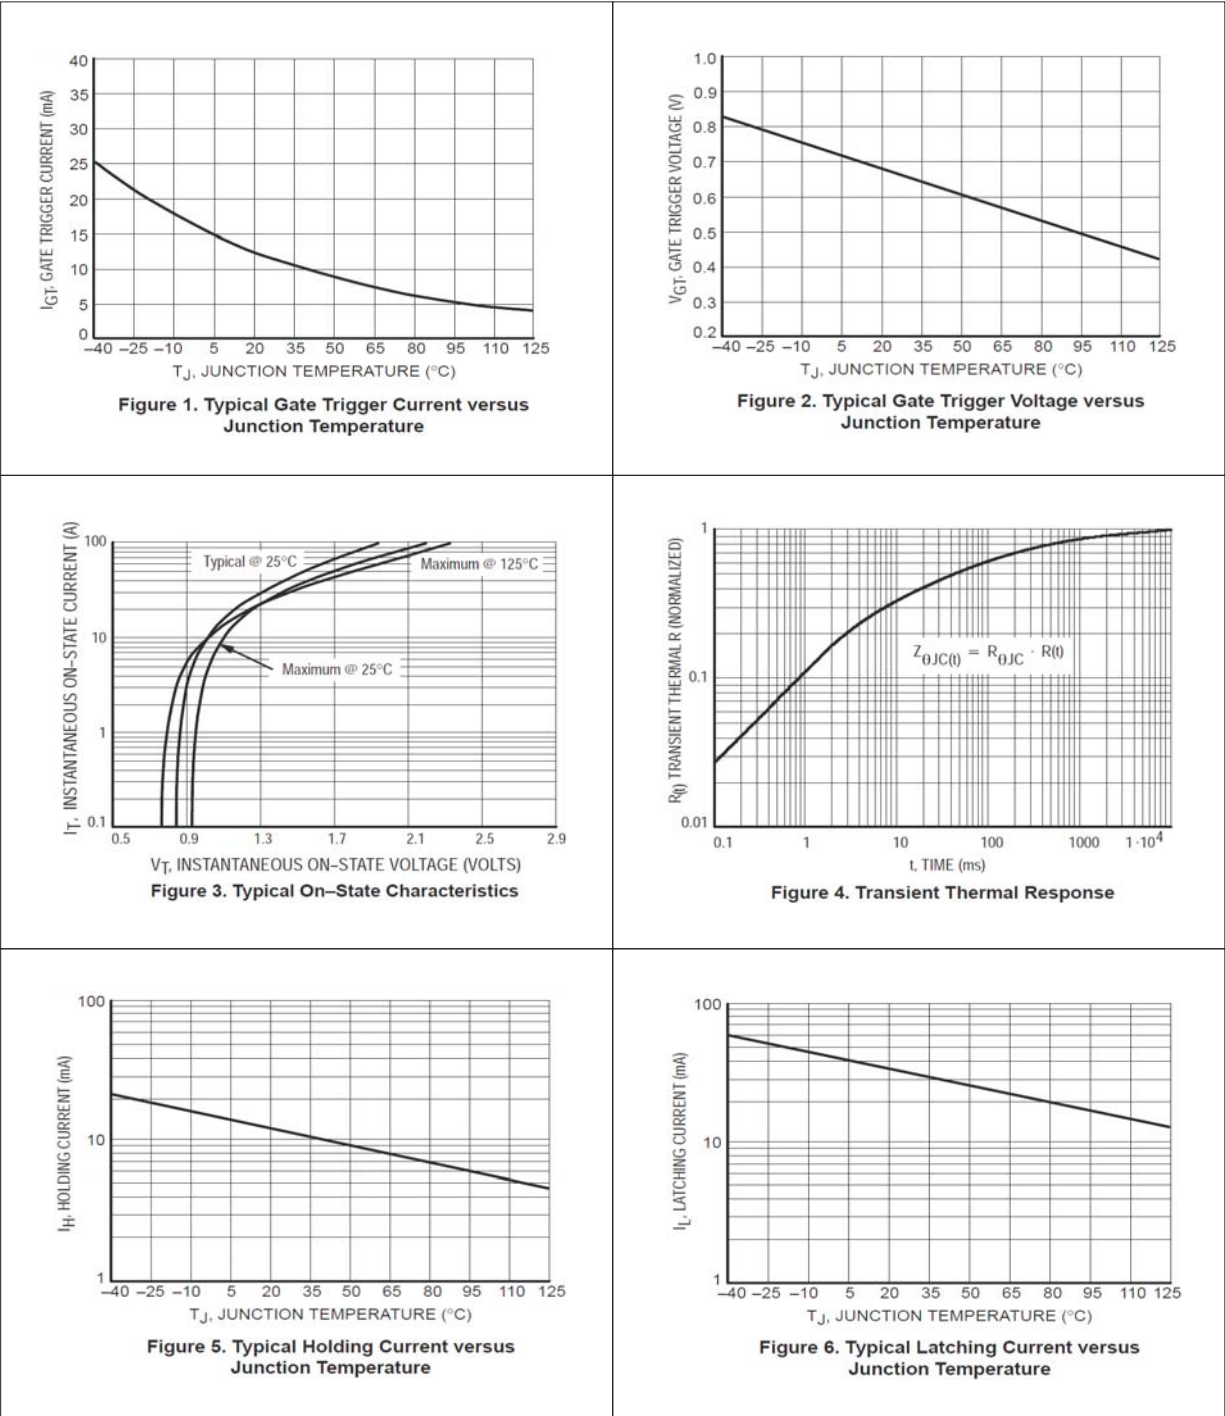 40
35
30
25
20
15
10
5
0
IGT, GATE TRIGGER CURRENT (mA)
–40 –25 –10 5 20 35 50 65 80 95 110 125
TJ, JUNCTION TEMPERATURE (°C)
Figure 1. Typical Gate Trigger Current versus
Junction Temperature
1.0
0.9
0.8
0.7
0.6
0.5
0.4
0.3
0.2
VGT, GATE TRIGGER VOLTAGE (V)
–40 –25 –10 5 20 35 50 65 80 95 110 125
TJ, JUNCTION TEMPERATURE (°C)
Figure 2. Typical Gate Trigger Voltage versus
Junction Temperature
100
10
1
0.1
IT, INSTANTANEOUS ON–STATE CURRENT (A)
Typical @ 25°C
Maximum @ 125°C
Maximum @ 25°C
0.5 0.9 1.3 1.7 2.1 2.5 2.9
VT, INSTANTANEOUS ON–STATE VOLTAGE (VOLTS)
Figure 3. Typical On–State Characteristics
1
0.1
0.01
R(t) TRANSIENT THERMAL R (NORMALIZED)
ZθJC(t) = RθJC · R(t)
0.1 1 10 100 1000 1·10⁴
t, TIME (ms)
Figure 4. Transient Thermal Response
100
10
1
IH, HOLDING CURRENT (mA)
–40 –25 –10 5 20 35 50 65 80 95 110 125
TJ, JUNCTION TEMPERATURE (°C)
Figure 5. Typical Holding Current versus
Junction Temperature
100
10
1
IL, LATCHING CURRENT (mA)
–40 –25 –10 5 20 35 50 65 80 95 110 125
TJ, JUNCTION TEMPERATURE (°C)
Figure 6. Typical Latching Current versus
Junction Temperature